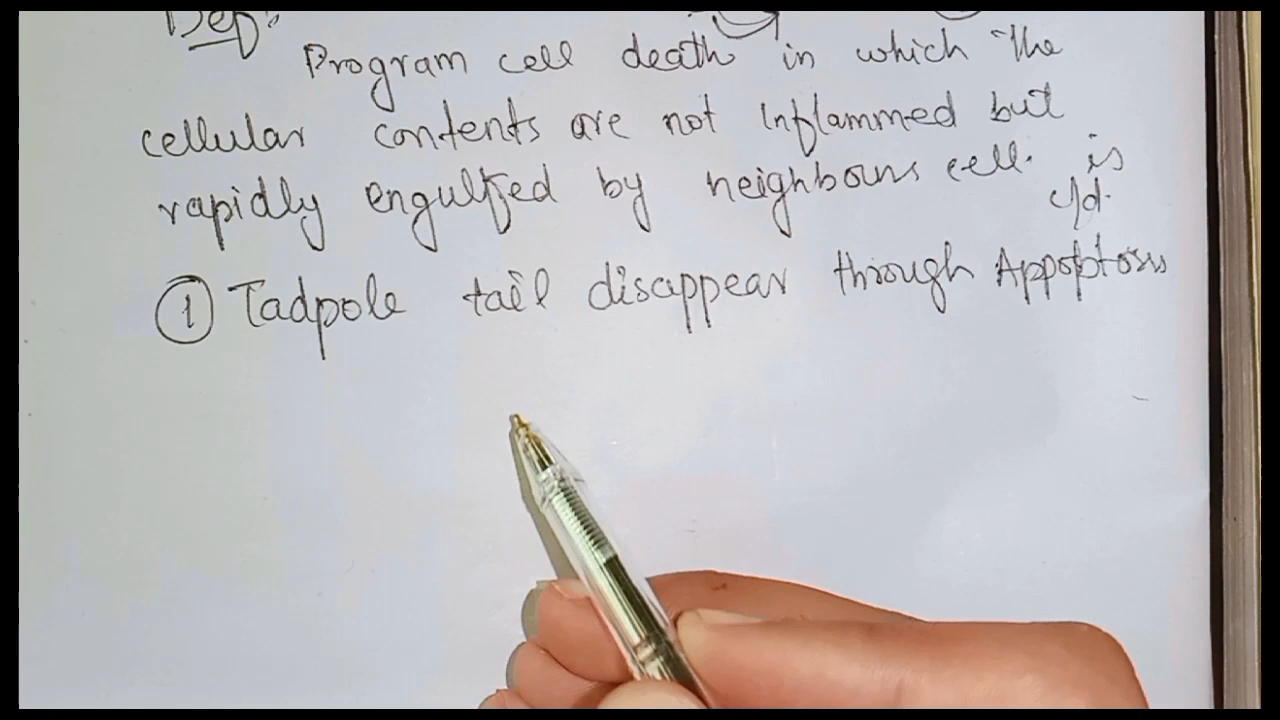 Def:
Program cell death in which the
cellular contents are not inflammed but
rapidly engulfed by neighbours cell. is
c/d.
① Tadpole tail disappear through Appoptosis